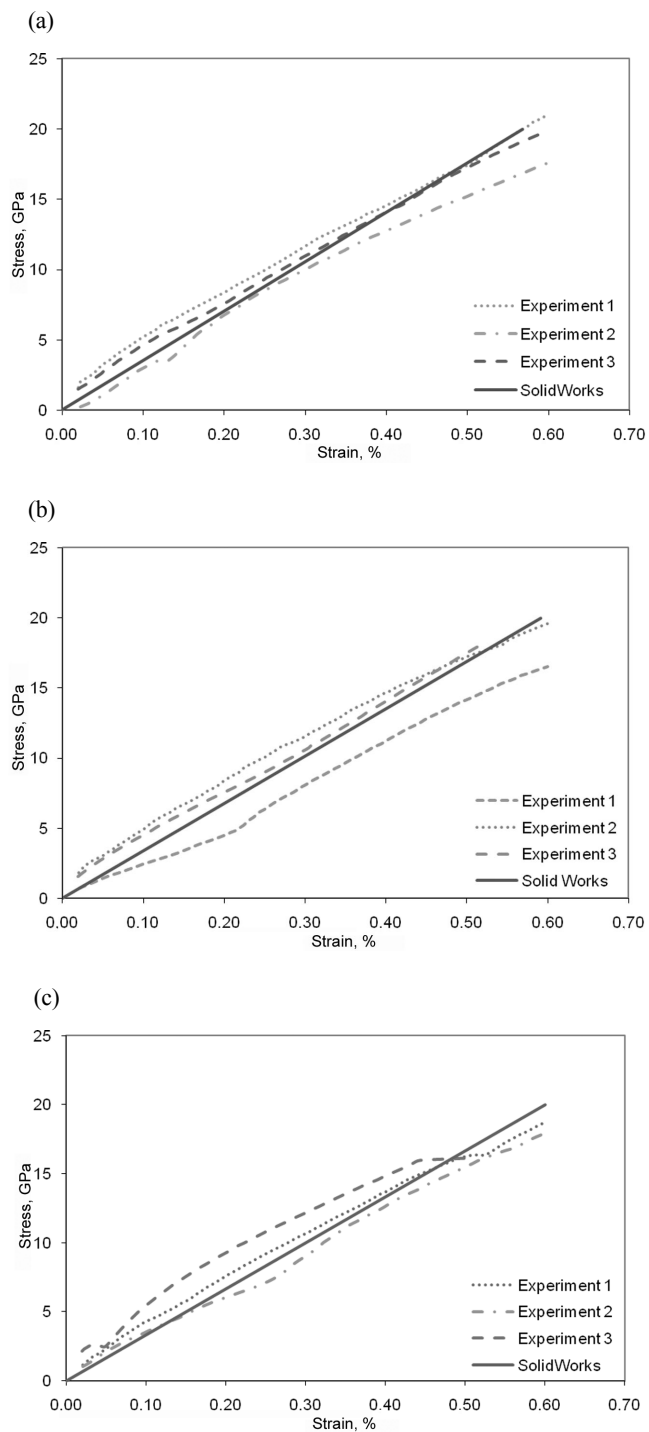 (a)
25
20
15
10
5
0
Stress, GPa
Experiment 1
Experiment 2
Experiment 3
SolidWorks
0.00 0.10 0.20 0.30 0.40 0.50 0.60 0.70
Strain, %
(b)
25
20
15
10
5
0
Stress, GPa
Experiment 1
Experiment 2
Experiment 3
Solid Works
0.00 0.10 0.20 0.30 0.40 0.50 0.60 0.70
Strain, %
(c)
25
20
15
10
5
0
Stress, GPa
Experiment 1
Experiment 2
Experiment 3
SolidWorks
0.00 0.10 0.20 0.30 0.40 0.50 0.60 0.70
Strain, %